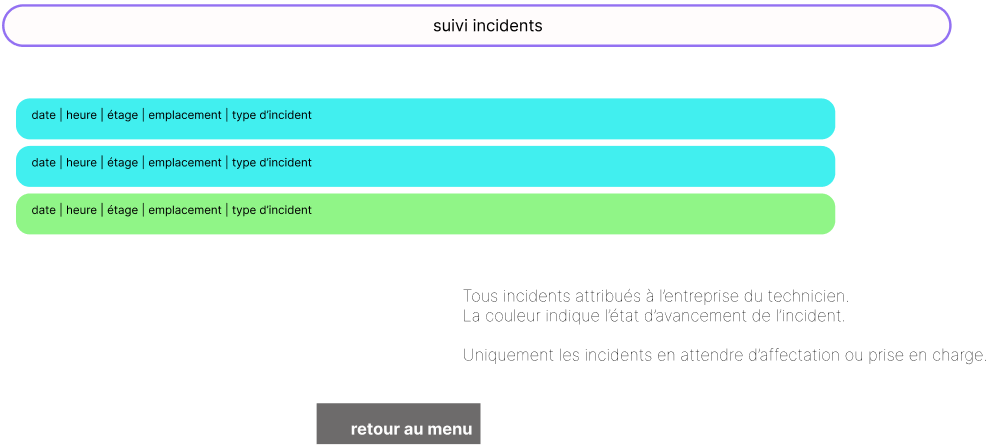 suivi incidents
date | heure | étage | emplacement | type d'incident
date | heure | étage | emplacement | type d'incident
date | heure | étage | emplacement | type d'incident
Tous incidents attribués à l'entreprise du technicien.
La couleur indique l'état d'avancement de l'incident.
Uniquement les incidents en attendre d'affectation ou prise en charge.
retour au menu